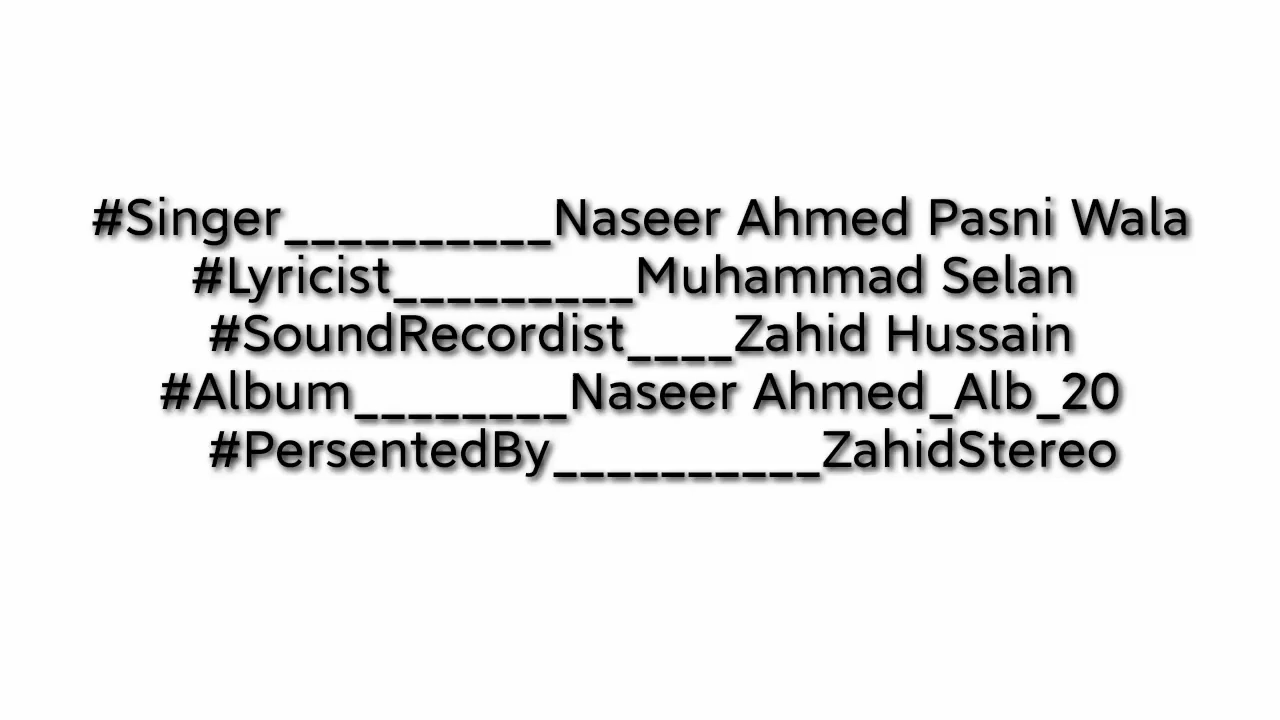 #Singer__________Naseer Ahmed Pasni Wala
#Lyricist_________Muhammad Selan
#SoundRecordist____Zahid Hussain
#Album________Naseer Ahmed_Alb_20
#PersentedBy__________ZahidStereo